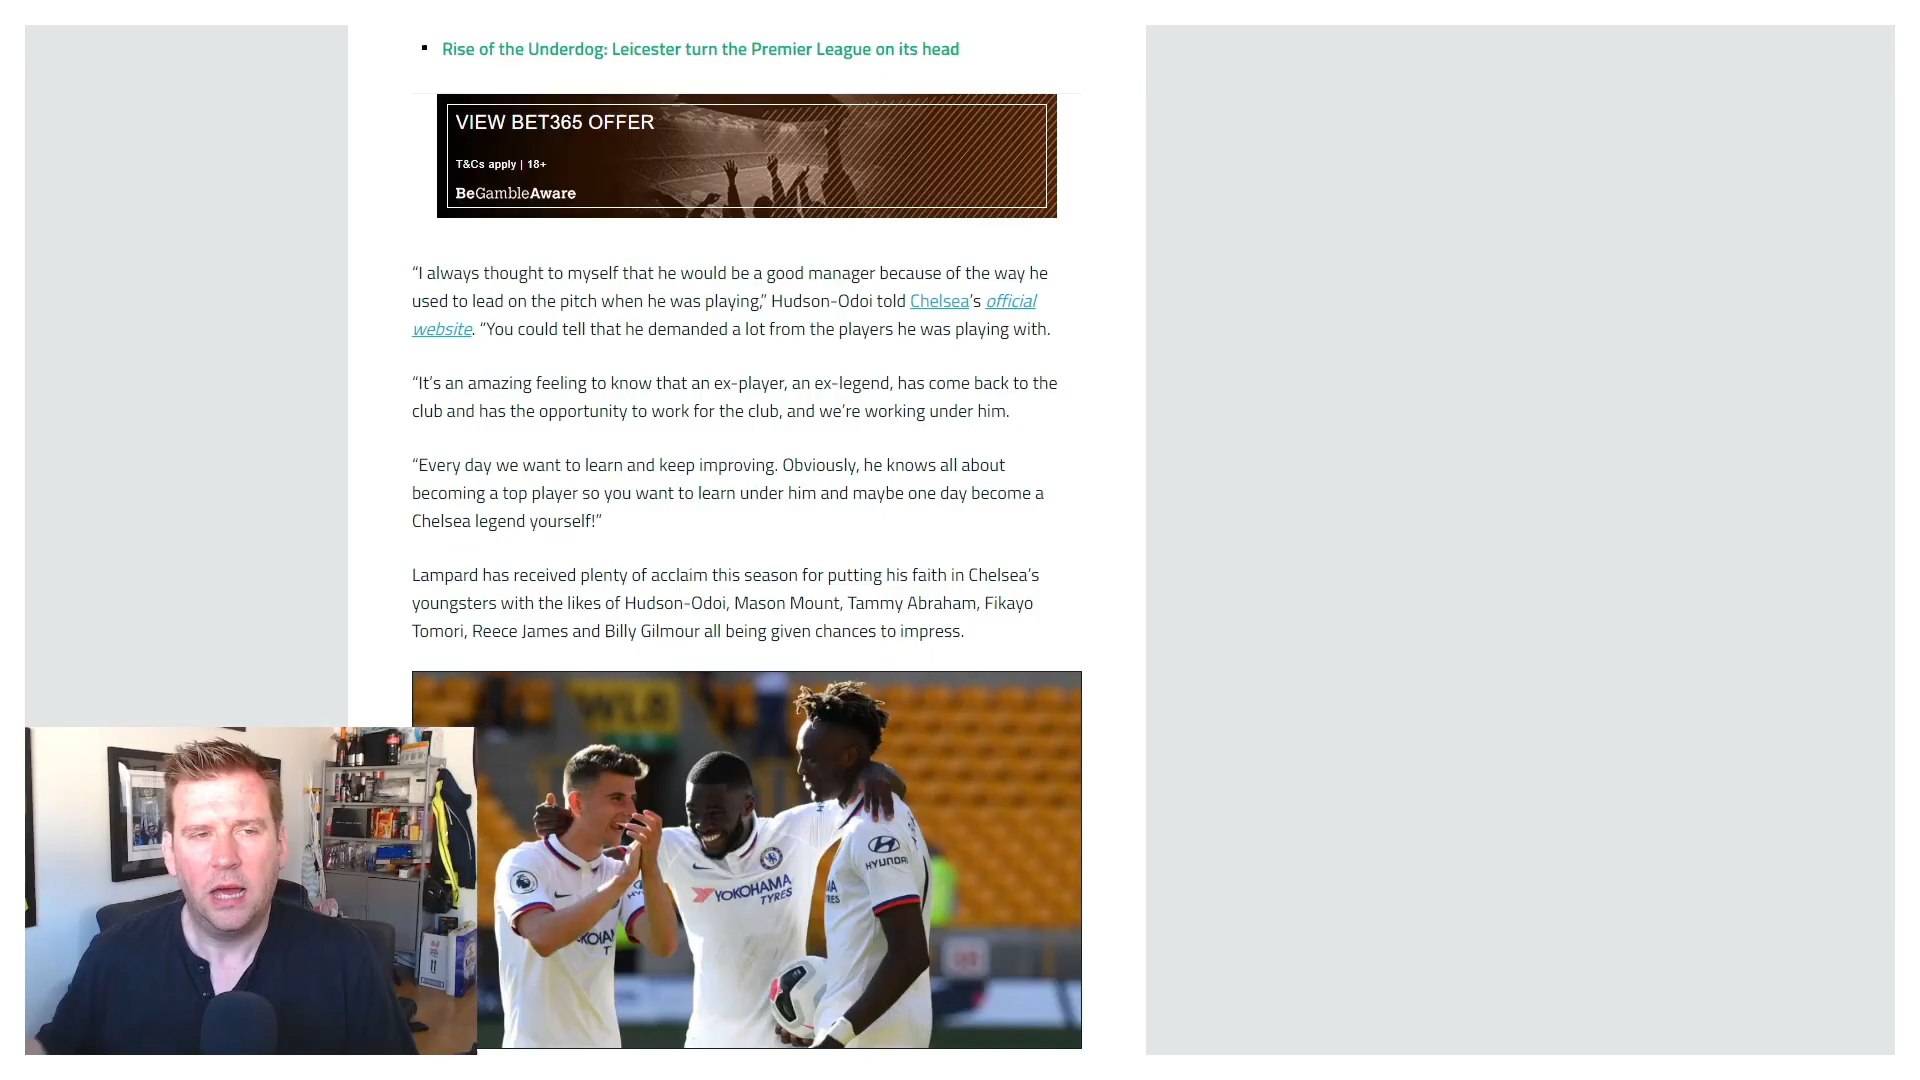 Rise of the Underdog: Leicester turn the Premier League on its head
VIEW BET365 OFFER
T&Cs apply | 18+
BeGambleAware
“I always thought to myself that he would be a good manager because of the way he
used to lead on the pitch when he was playing,” Hudson-Odoi told Chelsea’s official
website. “You could tell that he demanded a lot from the players he was playing with.
“It’s an amazing feeling to know that an ex-player, an ex-legend, has come back to the
club and has the opportunity to work for the club, and we’re working under him.
“Every day we want to learn and keep improving. Obviously, he knows all about
becoming a top player so you want to learn under him and maybe one day become a
Chelsea legend yourself!”
Lampard has received plenty of acclaim this season for putting his faith in Chelsea’s
youngsters with the likes of Hudson-Odoi, Mason Mount, Tammy Abraham, Fikayo
Tomori, Reece James and Billy Gilmour all being given chances to impress.
HYUNDAI
YOKOHAMA
TYRES